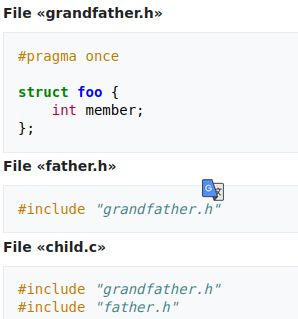 File «grandfather.h»
#pragma once
struct foo {
    int member;
};
File «father.h»
#include "grandfather.h"
File «child.c»
#include "grandfather.h"
#include "father.h"